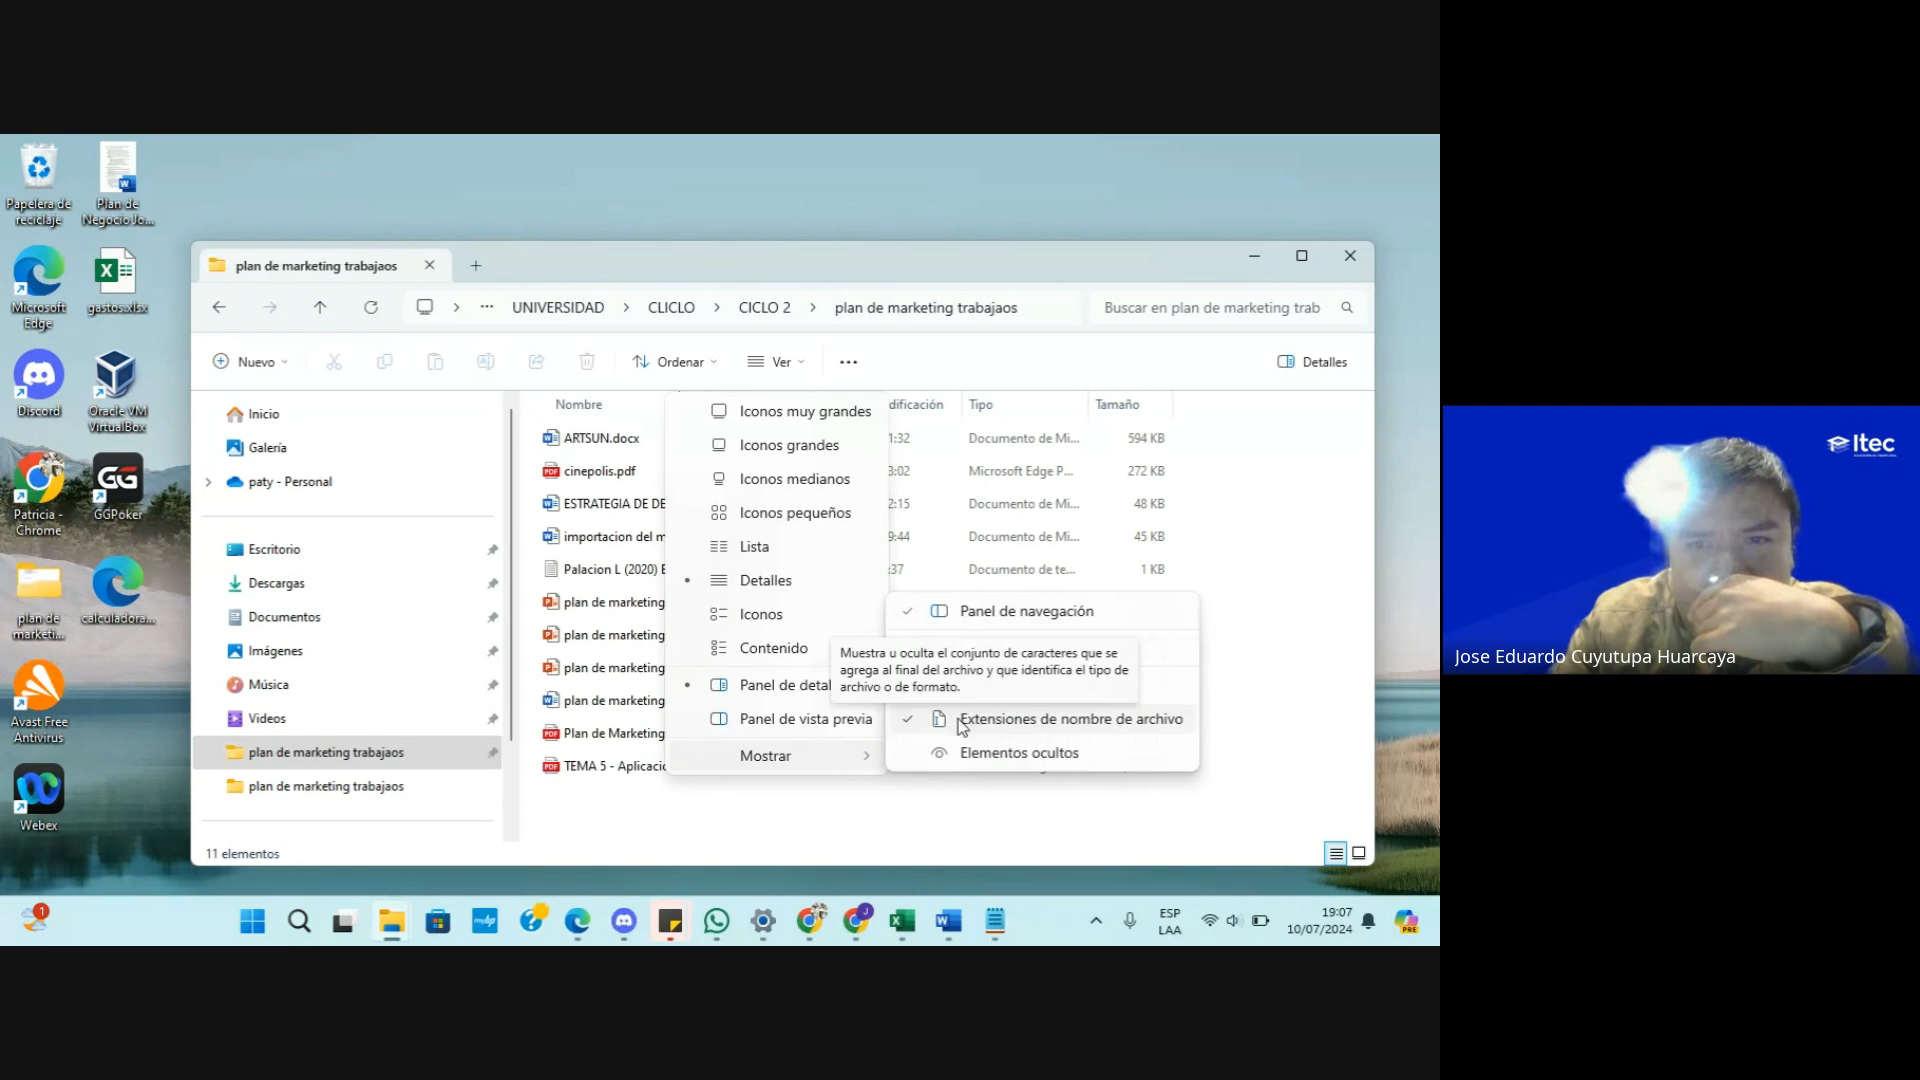 Papelera de
reciclaje
Plan de
Negocio Jo...
Microsoft
Edge
gastos.xlsx
Discord
Oracle VM
VirtualBox
Patricia -
Chrome
GG
GGPoker
plan de
marketi...
calculadora...
Avast Free
Antivirus
Webex
plan de marketing trabajaos
UNIVERSIDAD
CLICLO
CICLO 2
plan de marketing trabajaos
Buscar en plan de marketing trab
Nuevo
Ordenar
Ver
Detalles
Inicio
Galería
paty - Personal
Escritorio
Descargas
Documentos
Imágenes
Música
Videos
plan de marketing trabajaos
plan de marketing trabajaos
11 elementos
Nombre
dificación
Tipo
Tamaño
ARTSUN.docx
1:32
Documento de Mi...
594 KB
cinepolis.pdf
3:02
Microsoft Edge P...
272 KB
ESTRATEGIA DE DE
2:15
Documento de Mi...
48 KB
importacion del m
9:44
Documento de Mi...
45 KB
Palacion L (2020) E
:37
Documento de te...
1 KB
plan de marketing
plan de marketing
plan de marketing
plan de marketing
Plan de Marketing
TEMA 5 - Aplicacio
Iconos muy grandes
Iconos grandes
Iconos medianos
Iconos pequeños
Lista
Detalles
Iconos
Contenido
Panel de detal
Panel de vista previa
Mostrar
Panel de navegación
Muestra u oculta el conjunto de caracteres que se
agrega al final del archivo y que identifica el tipo de
archivo o de formato.
Extensiones de nombre de archivo
Elementos ocultos
1
ESP
LAA
19:07
10/07/2024
PRE
Itec
Jose Eduardo Cuyutupa Huarcaya